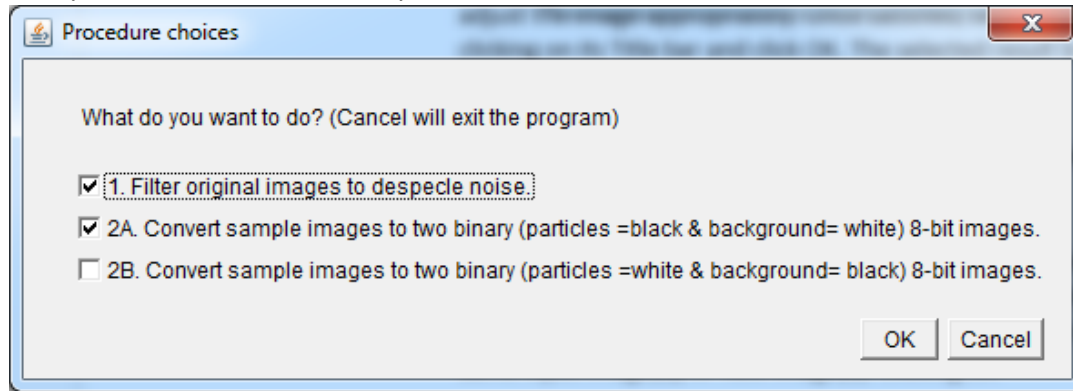 Procedure choices
What do you want to do? (Cancel will exit the program)
1. Filter original images to despecle noise.
2A. Convert sample images to two binary (particles =black & background= white) 8-bit images.
2B. Convert sample images to two binary (particles =white & background= black) 8-bit images.
OK Cancel